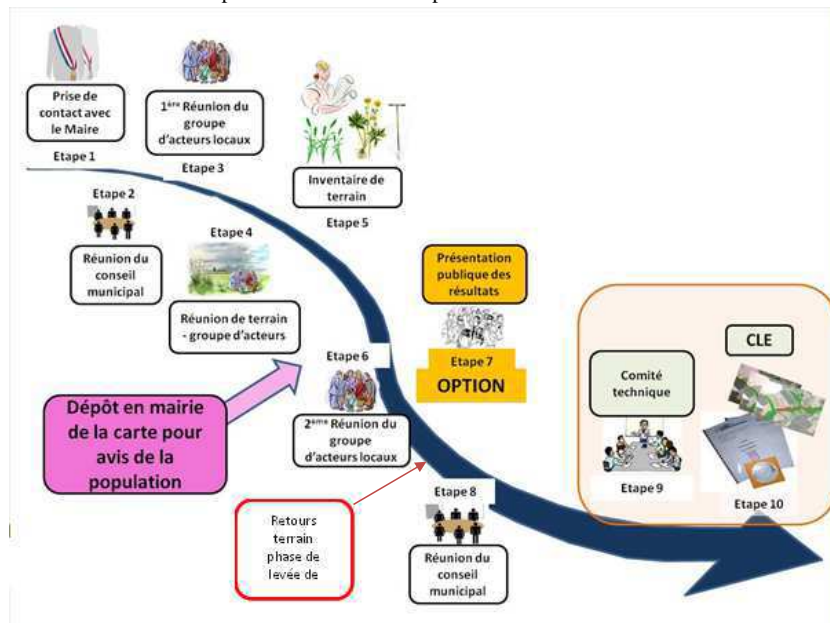 Prise de
contact avec
le Maire
Etape 1
Etape 2
Réunion du
conseil
municipal
1ère Réunion du
groupe
d'acteurs locaux
Etape 3
Etape 4
Réunion de terrain
- groupe d'acteurs
Inventaire de
terrain
Etape 5
Etape 6
2ème Réunion du
groupe
d'acteurs locaux
Dépôt en mairie
de la carte pour
avis de la
population
Présentation
publique des
résultats
Etape 7
OPTION
Retours
terrain
phase de
levée de
Etape 8
Réunion du
conseil
municipal
Comité
technique
Etape 9
CLE
Etape 10